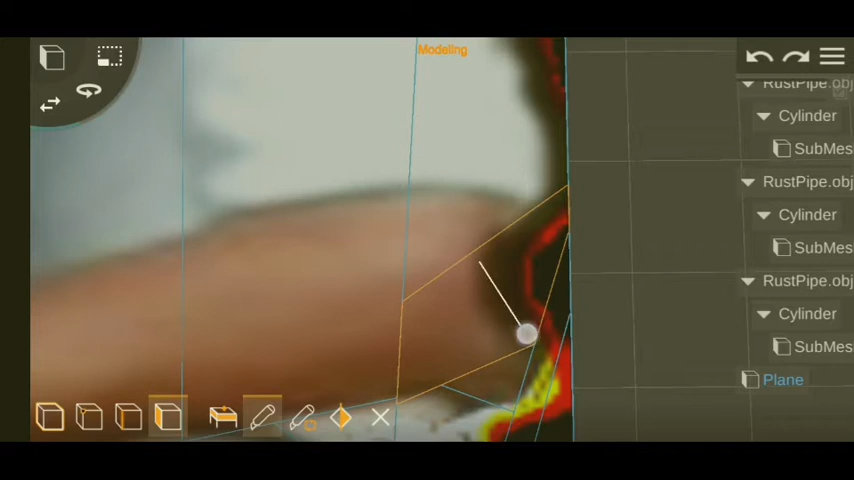 Modeling
RustPipe.obj
Cylinder
SubMes
RustPipe.obj
Cylinder
SubMes
RustPipe.obj
Cylinder
SubMes
Plane